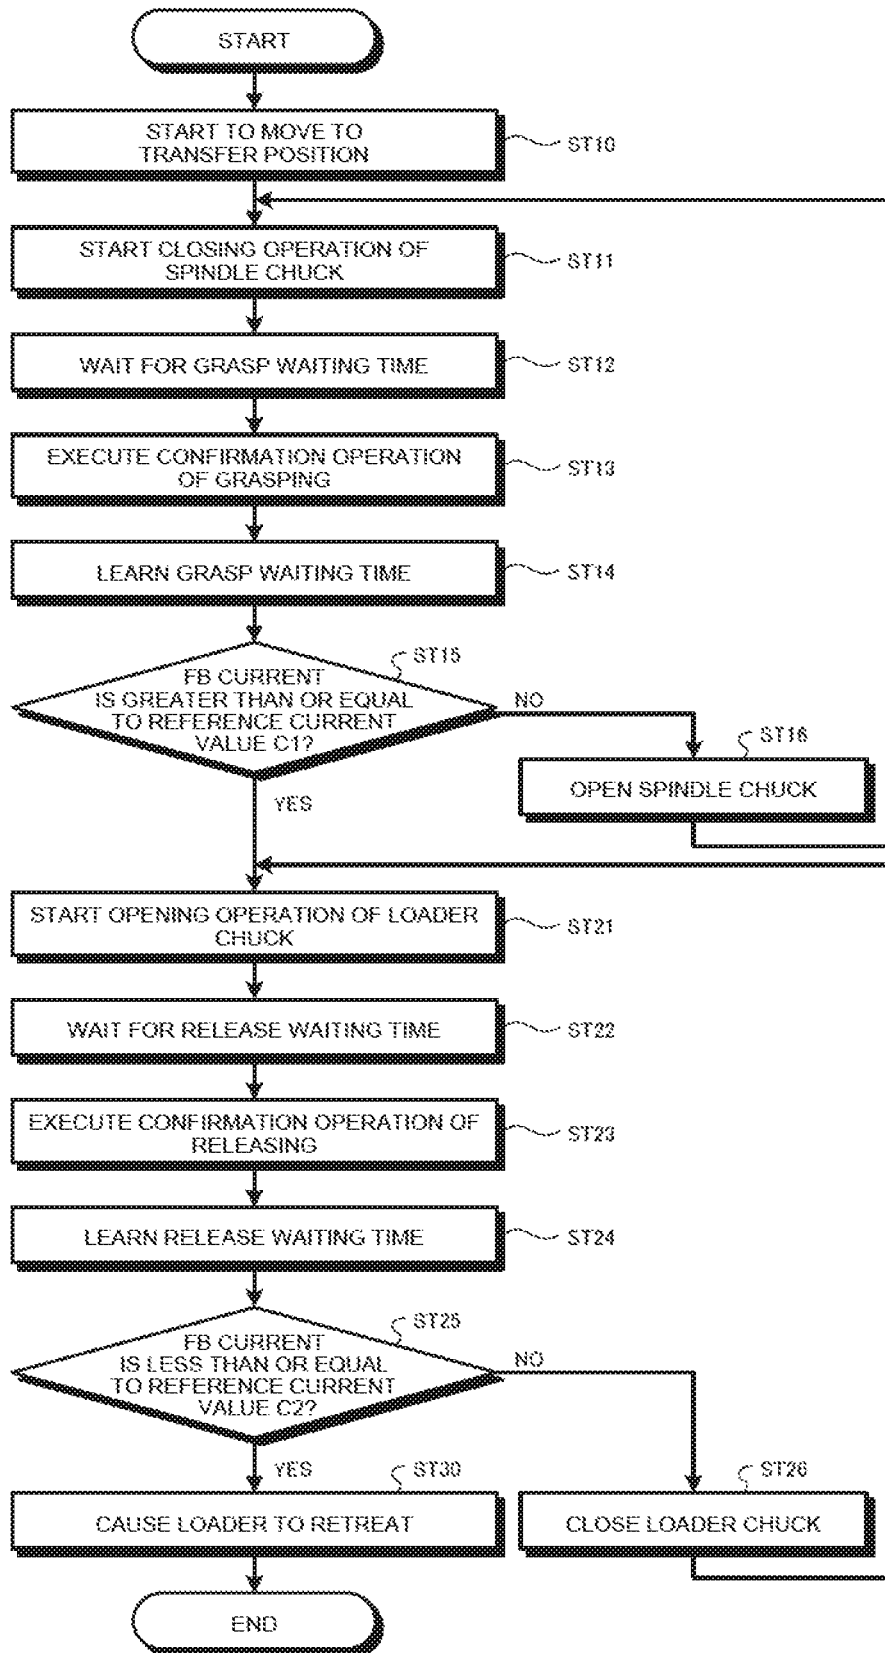 START
START TO MOVE TO
TRANSFER POSITION
ST10
START CLOSING OPERATION OF
SPINDLE CHUCK
ST11
WAIT FOR GRASP WAITING TIME
ST12
EXECUTE CONFIRMATION OPERATION
OF GRASPING
ST13
LEARN GRASP WAITING TIME
ST14
ST15
FB CURRENT
IS GREATER THAN OR EQUAL
TO REFERENCE CURRENT
VALUE C1?
NO
YES
ST16
OPEN SPINDLE CHUCK
START OPENING OPERATION OF LOADER
CHUCK
ST21
WAIT FOR RELEASE WAITING TIME
ST22
EXECUTE CONFIRMATION OPERATION OF
RELEASING
ST23
LEARN RELEASE WAITING TIME
ST24
ST25
FB CURRENT
IS LESS THAN OR EQUAL
TO REFERENCE CURRENT
VALUE C2?
NO
YES
ST30
CAUSE LOADER TO RETREAT
ST26
CLOSE LOADER CHUCK
END